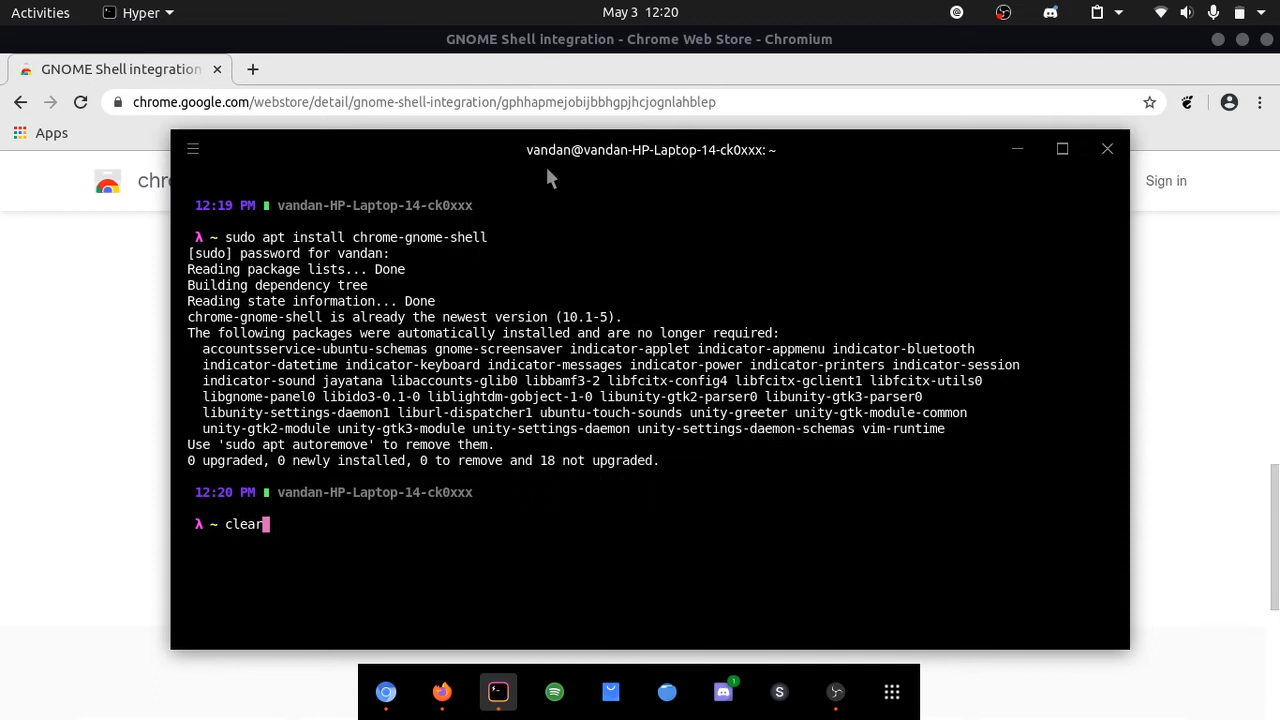 Activities
Hyper
May 3 12:20
GNOME Shell integration - Chrome Web Store - Chromium
GNOME Shell integration
chrome.google.com/webstore/detail/gnome-shell-integration/gphhapmejobijbbhgpjhcjognlahblep
Apps
vandan@vandan-HP-Laptop-14-ck0xxx: ~
chr
Sign in
12:19 PM vandan-HP-Laptop-14-ck0xxx
λ ~ sudo apt install chrome-gnome-shell
[sudo] password for vandan:
Reading package lists... Done
Building dependency tree
Reading state information... Done
chrome-gnome-shell is already the newest version (10.1-5).
The following packages were automatically installed and are no longer required:
accountsservice-ubuntu-schemas gnome-screensaver indicator-applet indicator-appmenu indicator-bluetooth
indicator-datetime indicator-keyboard indicator-messages indicator-power indicator-printers indicator-session
indicator-sound jayatana libaccounts-glib0 libbamf3-2 libfcitx-config4 libfcitx-gclient1 libfcitx-utils0
libgnome-panel0 libido3-0.1-0 liblightdm-gobject-1-0 libunity-gtk2-parser0 libunity-gtk3-parser0
libunity-settings-daemon1 liburl-dispatcher1 ubuntu-touch-sounds unity-greeter unity-gtk-module-common
unity-gtk2-module unity-gtk3-module unity-settings-daemon unity-settings-daemon-schemas vim-runtime
Use 'sudo apt autoremove' to remove them.
0 upgraded, 0 newly installed, 0 to remove and 18 not upgraded.
12:20 PM vandan-HP-Laptop-14-ck0xxx
λ ~ clear
1
S